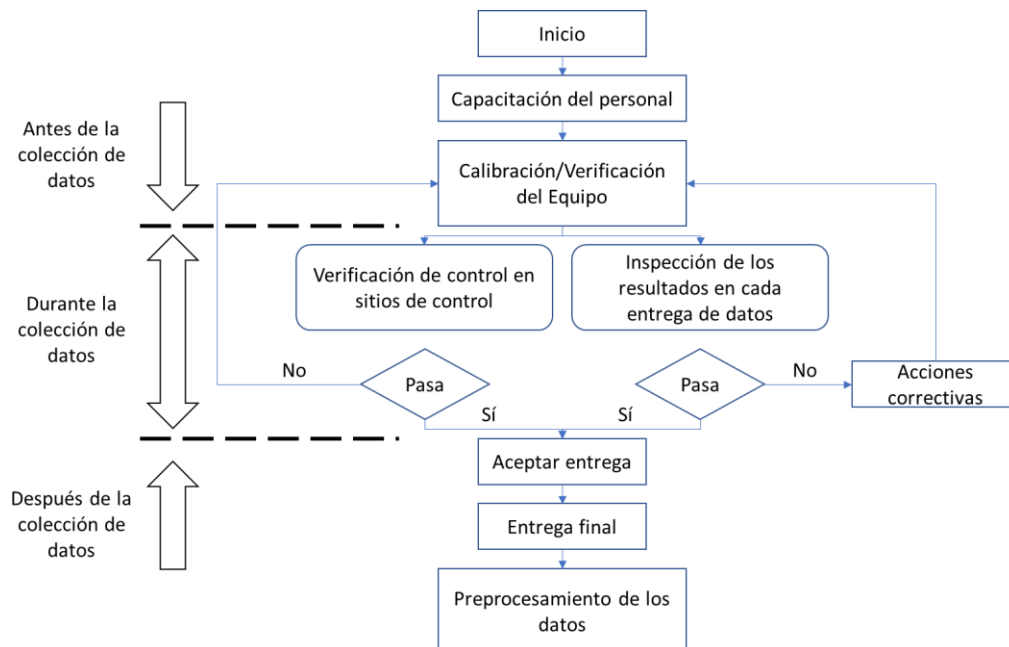 Inicio
Capacitación del personal
Antes de la
colección de
datos
Calibración/Verificación
del Equipo
Durante la
colección de
datos
Verificación de control en
sitios de control
Inspección de los
resultados en cada
entrega de datos
No
Pasa
Sí
Pasa
Sí
No
Acciones
correctivas
Después de la
colección de
datos
Aceptar entrega
Entrega final
Preprocesamiento de los
datos